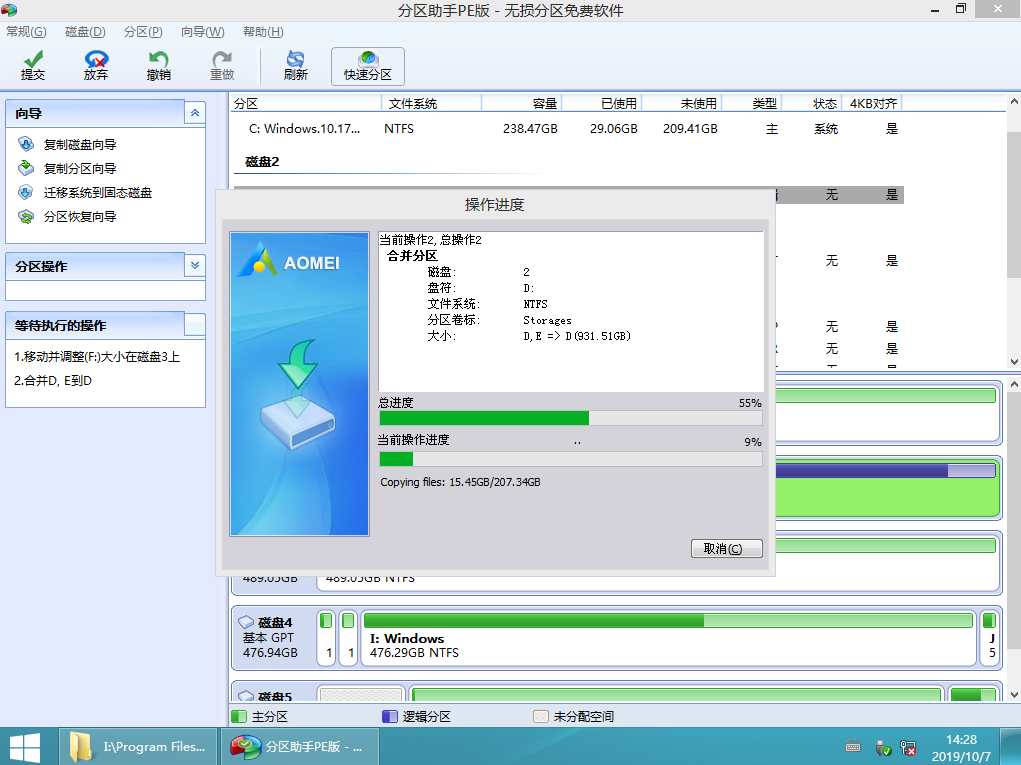 分区助手PE版 - 无损分区免费软件
常规(G) 磁盘(D) 分区(P) 向导(W) 帮助(H)
提交 放弃 撤销 重做 刷新 快速分区
向导
复制磁盘向导
复制分区向导
迁移系统到固态磁盘
分区恢复向导
分区操作
等待执行的操作
1.移动并调整(F:)大小在磁盘3上
2.合并D, E到D
分区 文件系统 容量 已使用 未使用 类型 状态 4KB对齐
C: Windows.10.17... NTFS 238.47GB 29.06GB 209.41GB 主 系统 是
磁盘2
无 是
无 是
无 是
无 是
操作进度
AOMEI
当前操作2,总操作2
合并分区
磁盘: 2
盘符: D:
文件系统: NTFS
分区卷标: Storages
大小: D,E => D(931.51GB)
总进度 55%
当前操作进度 .. 9%
Copying files: 15.45GB/207.34GB
取消(C)
489.05GB 489.05GB NTFS
磁盘4
基本 GPT
476.94GB
1
1
I: Windows
476.29GB NTFS
J
5
磁盘5
主分区 逻辑分区 未分配空间
I:\Program Files...
分区助手PE版 - ...
14:28
2019/10/7